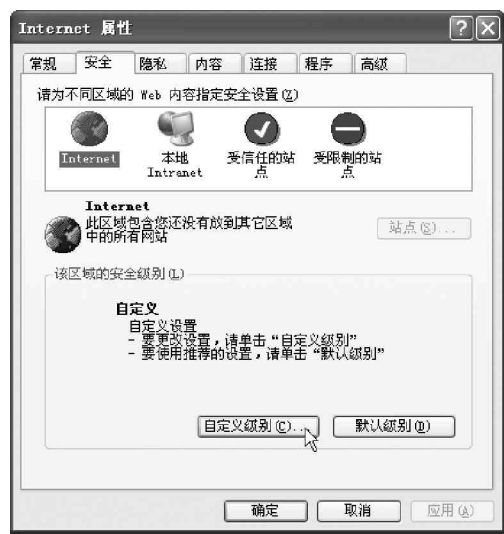 Internet 属性
常规 安全 隐私 内容 连接 程序 高级
请为不同区域的 Web 内容指定安全设置(Z)
Internet 本地 Intranet 受信任的站点 受限制的站点
Internet
此区域包含您还没有放到其它区域
中的所有网站
站点(S)...
该区域的安全级别(L)
自定义
自定义设置
- 要更改设置，请单击“自定义级别”
- 要使用推荐的设置，请单击“默认级别”
自定义级别(C)... 默认级别(D)
确定 取消 应用(A)